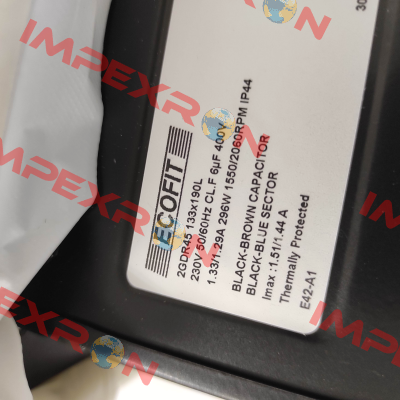 ECOFIT
2GDR45 133x190L
230V 50/60Hz CL.F 6µF 400V
1.33/1.29A 296W 1550/2060RPM IP44
BLACK-BROWN CAPACITOR
BLACK-BLUE SECTOR
Imax :1.51/1.44 A
Thermally Protected
E42-A1
30
IMPEXRON
IMPEXRON
IMPEXRON
IMPEXRON